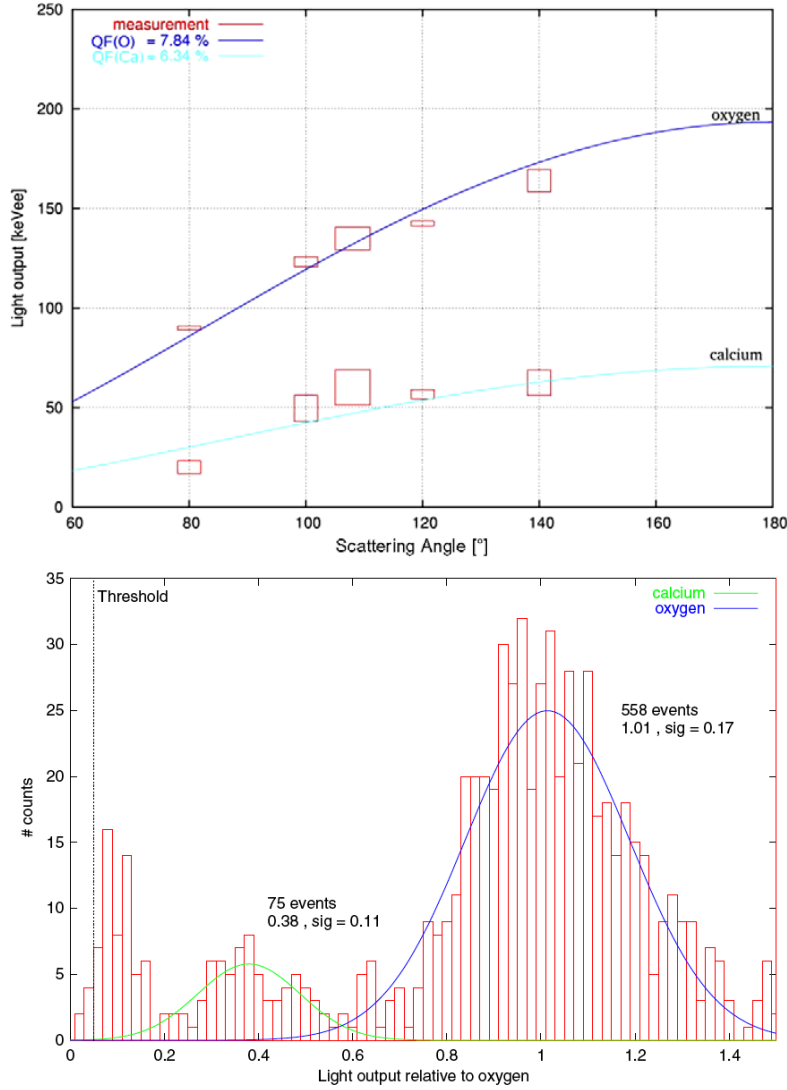 250
200
150
100
50
0
Light output [keVee]
measurement
QF(O) = 7.84 %
QF(Ca) = 6.34 %
oxygen
calcium
60 80 100 120 140 160 180
Scattering Angle [°]
35
30
25
20
15
10
5
0
# counts
Threshold
calcium
oxygen
558 events
1.01 , sig = 0.17
75 events
0.38 , sig = 0.11
0 0.2 0.4 0.6 0.8 1 1.2 1.4
Light output relative to oxygen